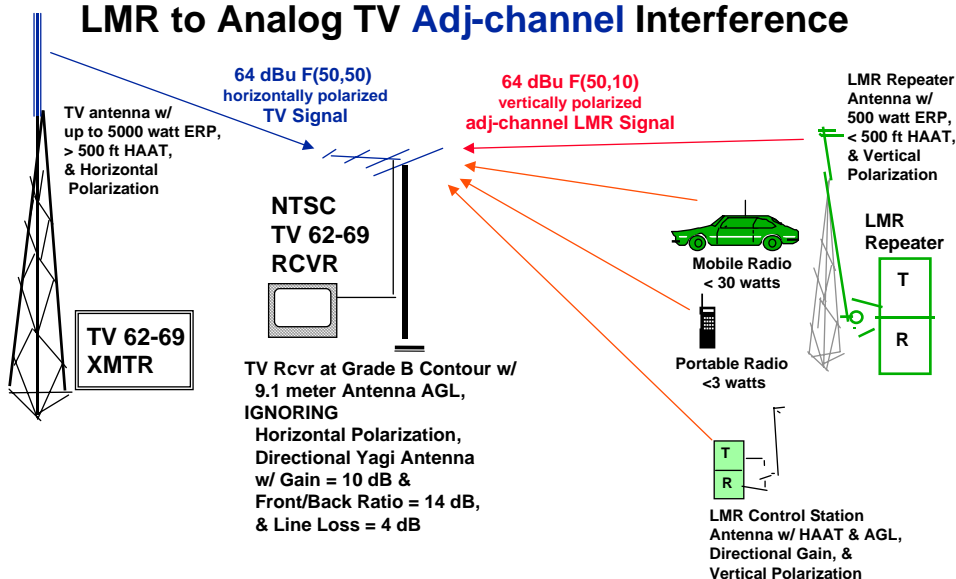 LMR to Analog TV Adj-channel Interference
64 dBu F(50,50)
horizontally polarized
TV Signal
64 dBu F(50,10)
vertically polarized
adj-channel LMR Signal
LMR Repeater
Antenna w/
500 watt ERP,
< 500 ft HAAT,
& Vertical
Polarization
TV antenna w/
up to 5000 watt ERP,
> 500 ft HAAT,
& Horizontal
Polarization
NTSC
TV 62-69
RCVR
LMR
Repeater
T
R
Mobile Radio
< 30 watts
TV 62-69
XMTR
Portable Radio
<3 watts
TV Rcvr at Grade B Contour w/
9.1 meter Antenna AGL,
IGNORING
Horizontal Polarization,
Directional Yagi Antenna
w/ Gain = 10 dB &
Front/Back Ratio = 14 dB,
& Line Loss = 4 dB
T
R
LMR Control Station
Antenna w/ HAAT & AGL,
Directional Gain, &
Vertical Polarization